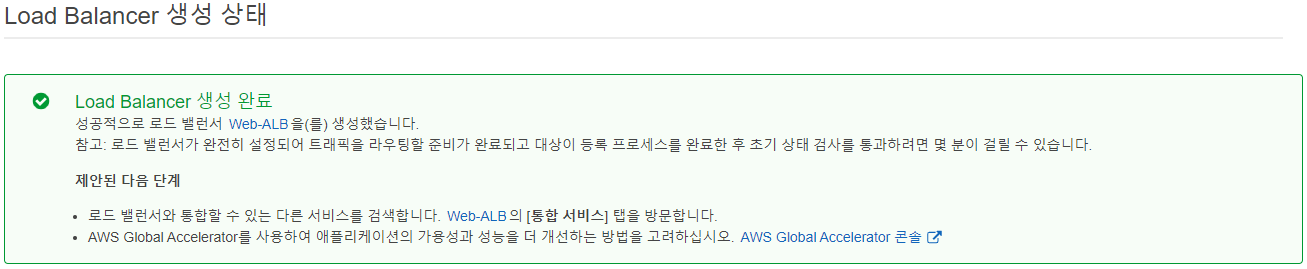 Load Balancer 생성 상태
Load Balancer 생성 완료
성공적으로 로드 밸런서 Web-ALB을(를) 생성했습니다.
참고: 로드 밸런서가 완전히 설정되어 트래픽을 라우팅할 준비가 완료되고 대상이 등록 프로세스를 완료한 후 초기 상태 검사를 통과하려면 몇 분이 걸릴 수 있습니다.
제안된 다음 단계
• 로드 밸런서와 통합할 수 있는 다른 서비스를 검색합니다. Web-ALB의 [통합 서비스] 탭을 방문합니다.
• AWS Global Accelerator를 사용하여 애플리케이션의 가용성과 성능을 더 개선하는 방법을 고려하십시오. AWS Global Accelerator 콘솔